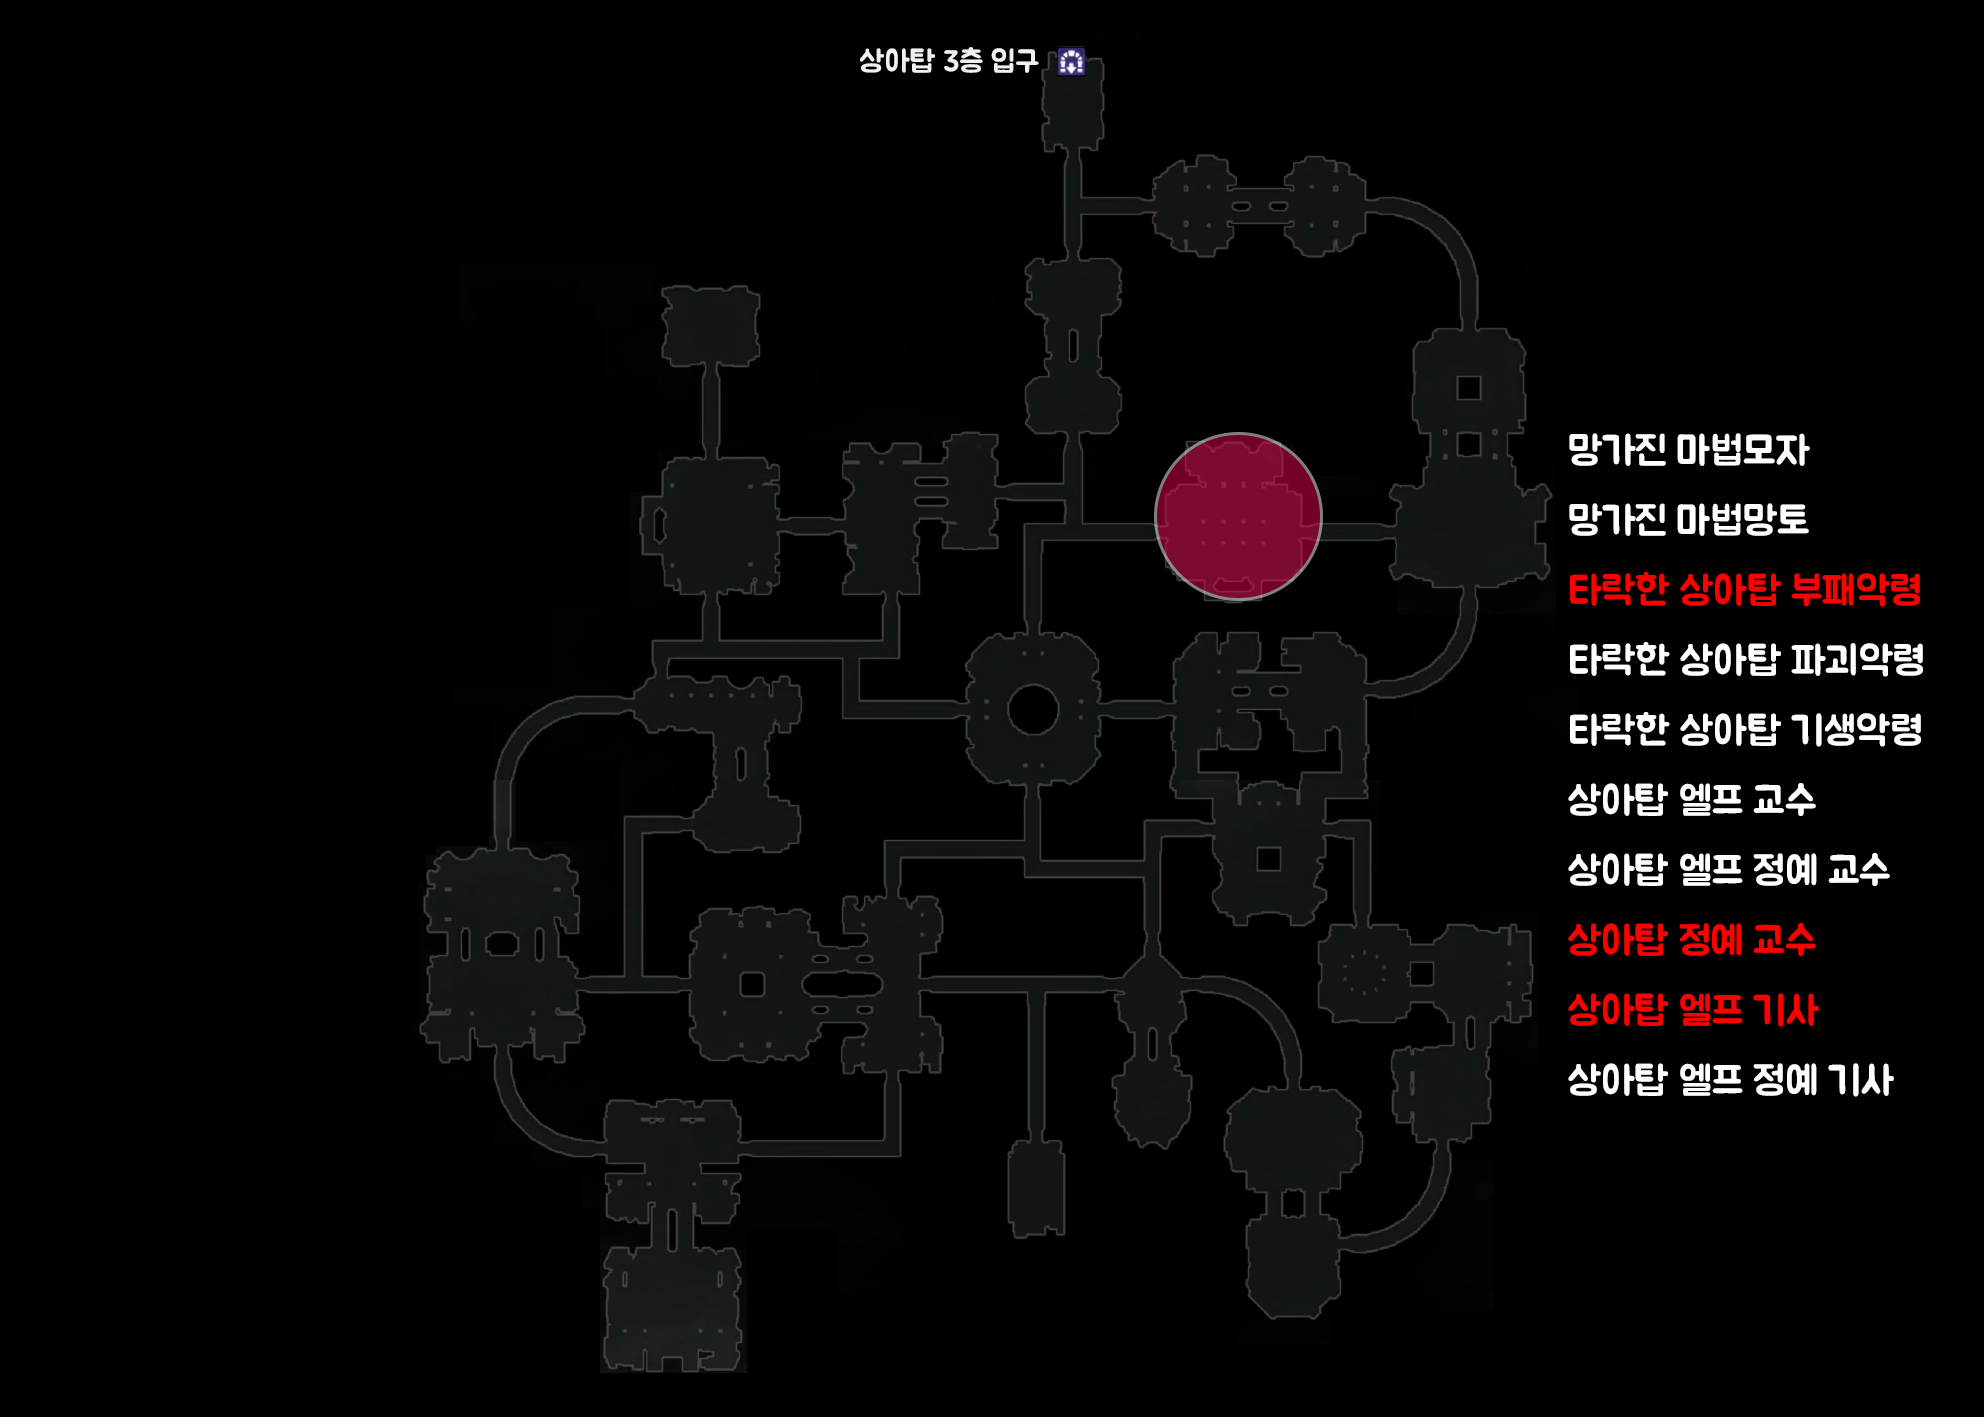 상아탑 3층 입구
망가진 마법모자
망가진 마법망토
타락한 상아탑 부패악령
타락한 상아탑 파괴악령
타락한 상아탑 기생악령
상아탑 엘프 교수
상아탑 엘프 정예 교수
상아탑 정예 교수
상아탑 엘프 기사
상아탑 엘프 정예 기사